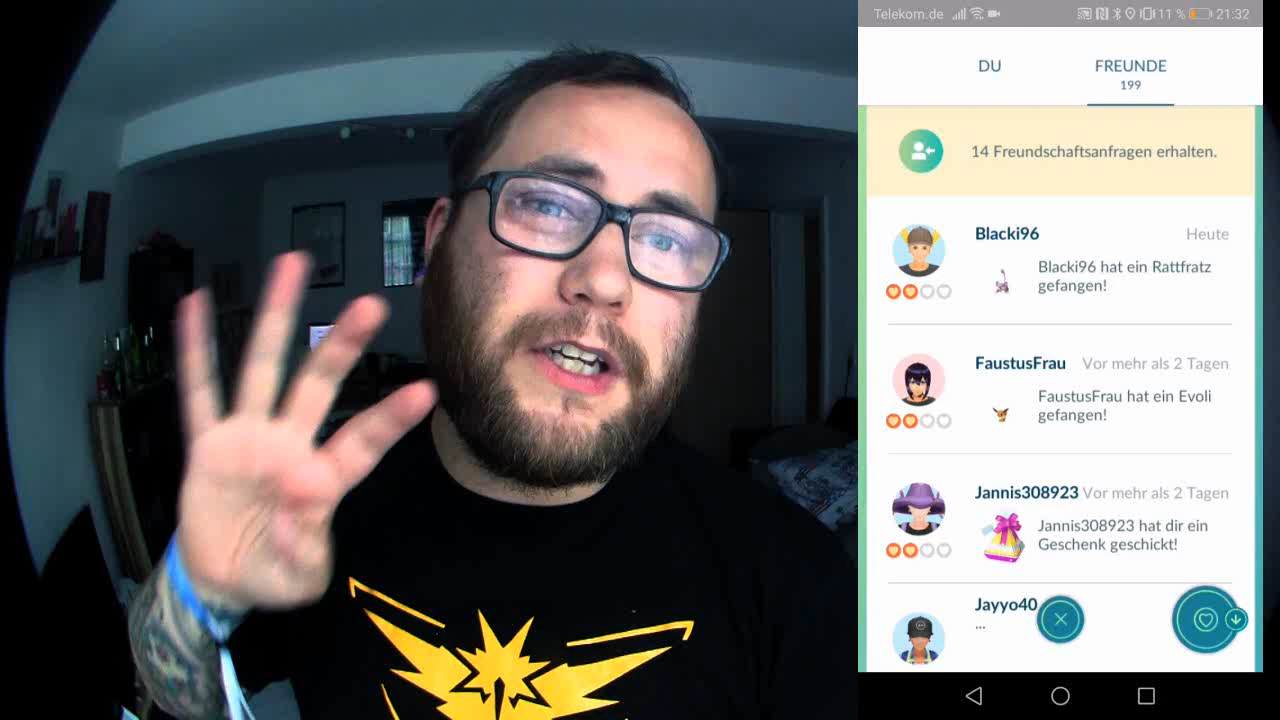 Telekom.de 11 % 21:32
DU FREUNDE
199
14 Freundschaftsanfragen erhalten.
Blacki96 Heute
Blacki96 hat ein Rattfratz
gefangen!
FaustusFrau Vor mehr als 2 Tagen
FaustusFrau hat ein Evoli
gefangen!
Jannis308923 Vor mehr als 2 Tagen
Jannis308923 hat dir ein
Geschenk geschickt!
Jayyo40
...